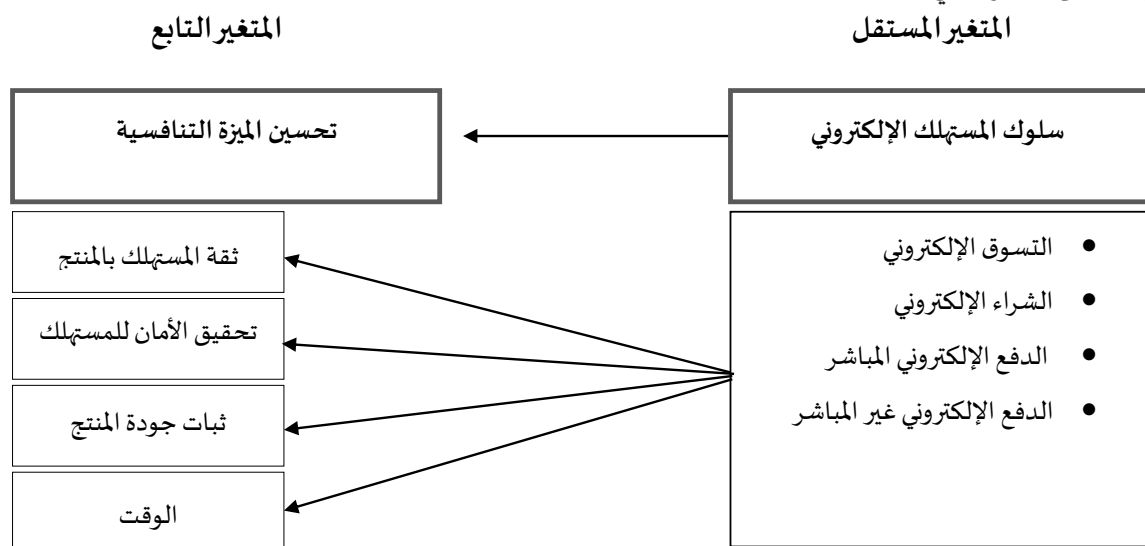 المتغير المستقل
المتغير التابع
سلوك المستهلك الإلكتروني
تحسين الميزة التنافسية
• التسوق الإلكتروني
• الشراء الإلكتروني
• الدفع الإلكتروني المباشر
• الدفع الإلكتروني غير المباشر
ثقة المستهلك بالمنتج
تحقيق الأمان للمستهلك
ثبات جودة المنتج
الوقت